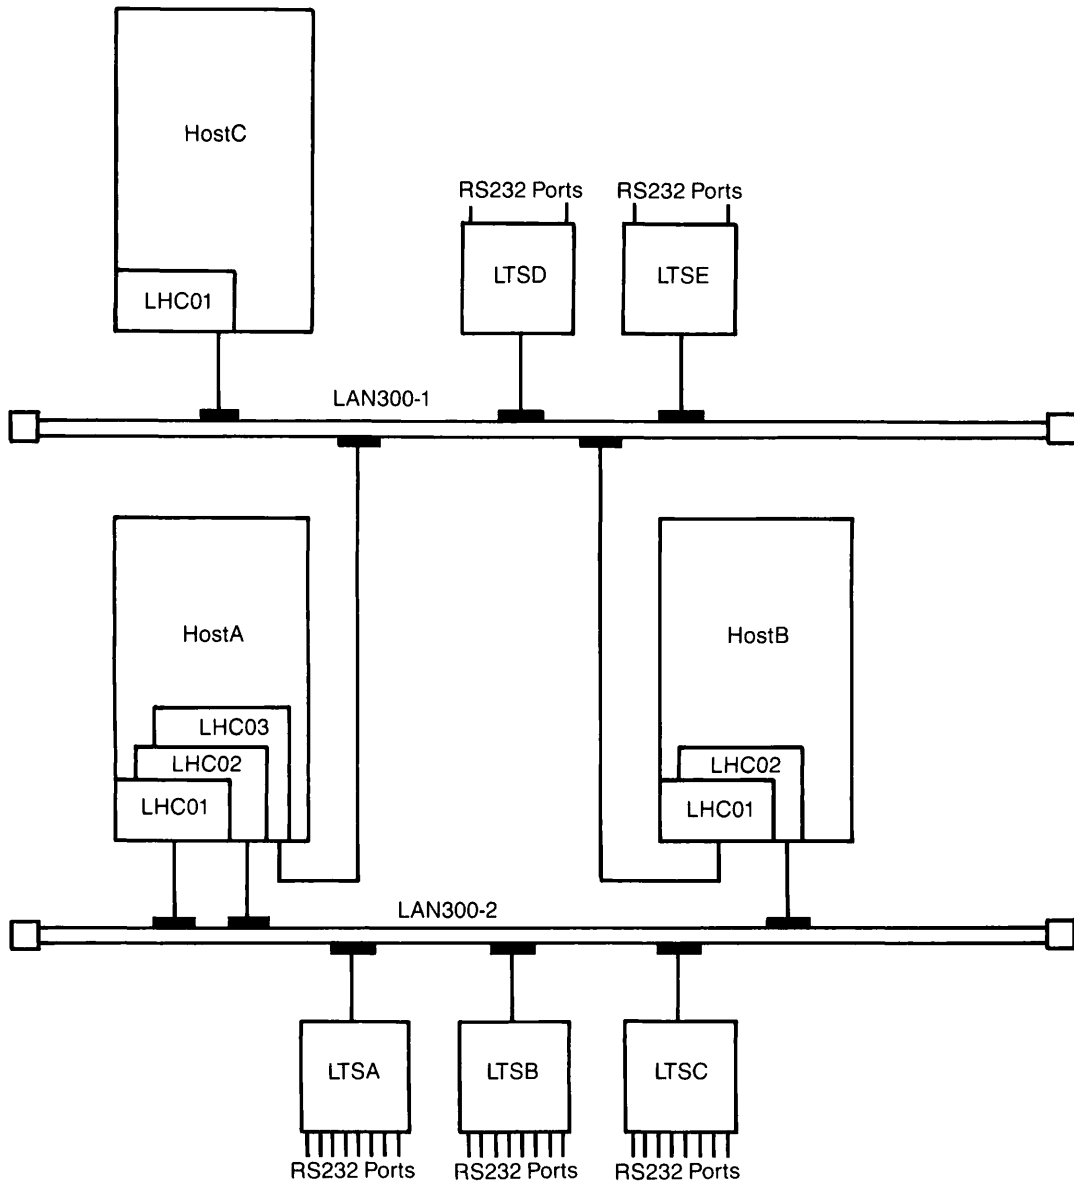 HostC
RS232 Ports
RS232 Ports
LTSD
LTSE
LHC01
LAN300-1
HostA
HostB
LHC03
LHC02
LHC02
LHC01
LHC01
LAN300-2
LTSA
LTSB
LTSC
RS232 Ports
RS232 Ports
RS232 Ports